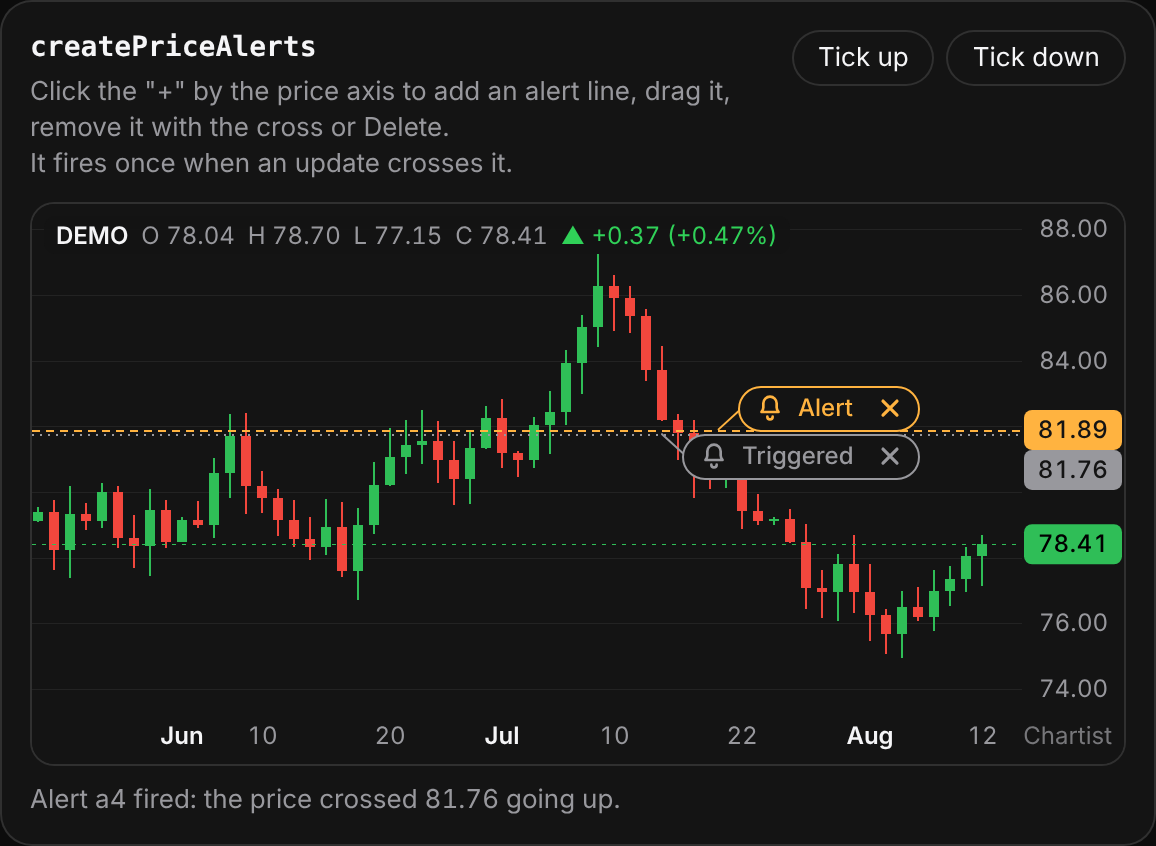 createPriceAlerts
Tick up
Tick down
Click the "+" by the price axis to add an alert line, drag it,
remove it with the cross or Delete.
It fires once when an update crosses it.
DEMO O 78.04 H 78.70 L 77.15 C 78.41 ▲ +0.37 (+0.47%)
88.00
86.00
84.00
Alert ✕
81.89
Triggered ✕
81.76
78.41
76.00
74.00
Jun 10 20 Jul 10 22 Aug 12 Chartist
Alert a4 fired: the price crossed 81.76 going up.